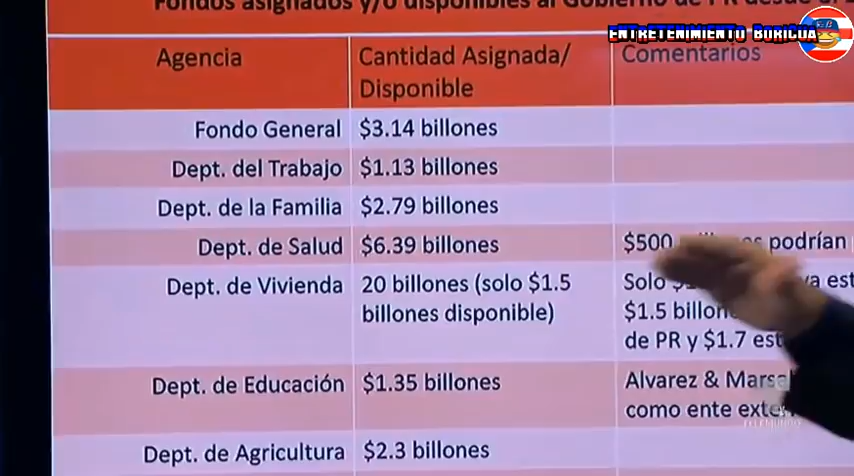 Fondos asignados y/o disponibles al Gobierno de PR desde
ENTRETENIMIENTO BORICUA
Agencia
Cantidad Asignada/
Disponible
Comentarios
Fondo General $3.14 billones
Dept. del Trabajo $1.13 billones
Dept. de la Familia $2.79 billones
Dept. de Salud $6.39 billones $500 podrían
Dept. de Vivienda 20 billones (solo $1.5 Solo
billones disponible) $1.5
de PR y $1.7
Dept. de Educación $1.35 billones Alvarez &
como ente
Dept. de Agricultura $2.3 billones
TELEMUNDO